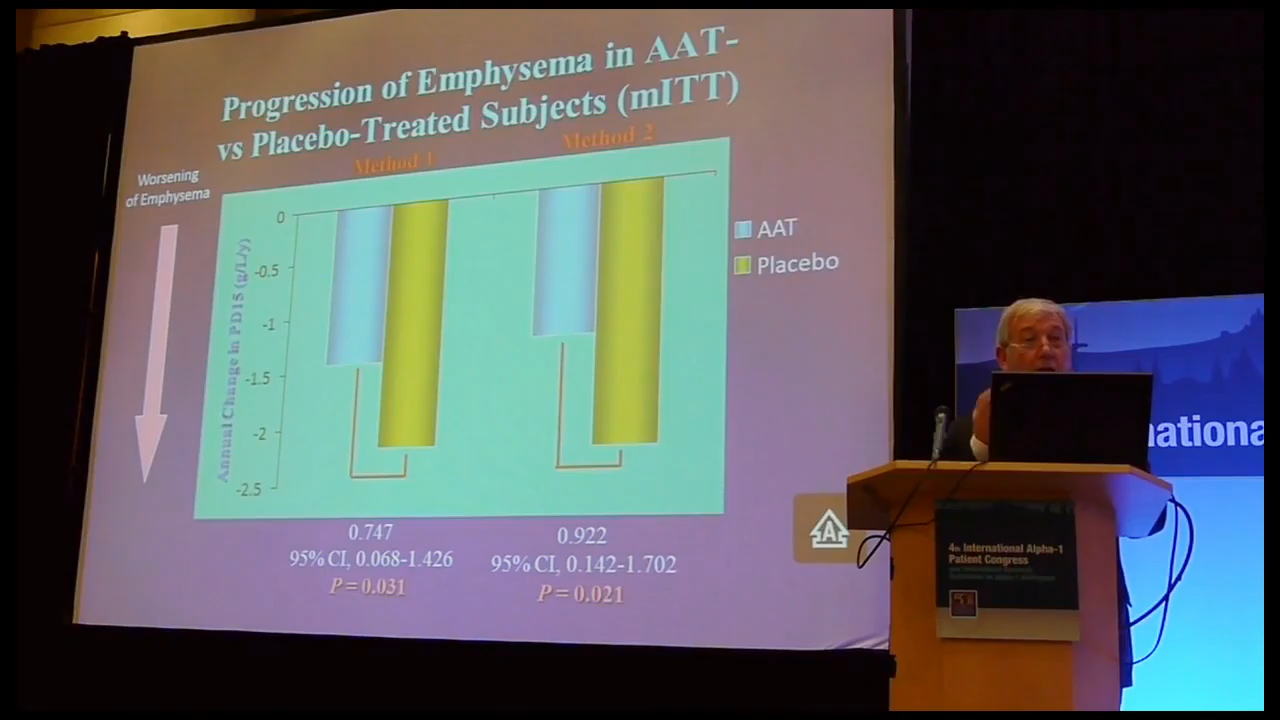 Progression of Emphysema in AAT-
vs Placebo-Treated Subjects (mITT)
Method 1
Method 2
Worsening
of Emphysema
Annual Change in PD15 (g/L/y)
0
-0.5
-1
-1.5
-2
-2.5
AAT
Placebo
0.747
95% CI, 0.068-1.426
P = 0.031
0.922
95% CI, 0.142-1.702
P = 0.021
A
national
4th International Alpha-1
Patient Congress